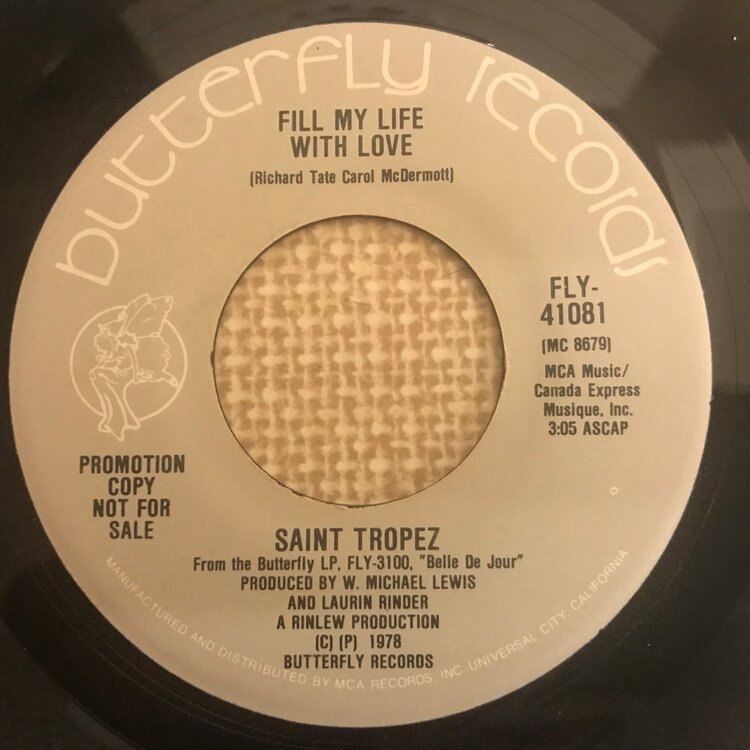 butterfly records
FILL MY LIFE
WITH LOVE
(Richard Tate Carol McDermott)
FLY-
41081
(MC 8679)
MCA Music/
Canada Express
Musique, Inc.
3:05 ASCAP
PROMOTION
COPY
NOT FOR
SALE
SAINT TROPEZ
From the Butterfly LP, FLY-3100, "Belle De Jour"
PRODUCED BY W. MICHAEL LEWIS
AND LAURIN RINDER
A RINLEW PRODUCTION
(C) (P) 1978
BUTTERFLY RECORDS
MANUFACTURED AND DISTRIBUTED BY MCA RECORDS, INC. UNIVERSAL CITY, CALIFORNIA